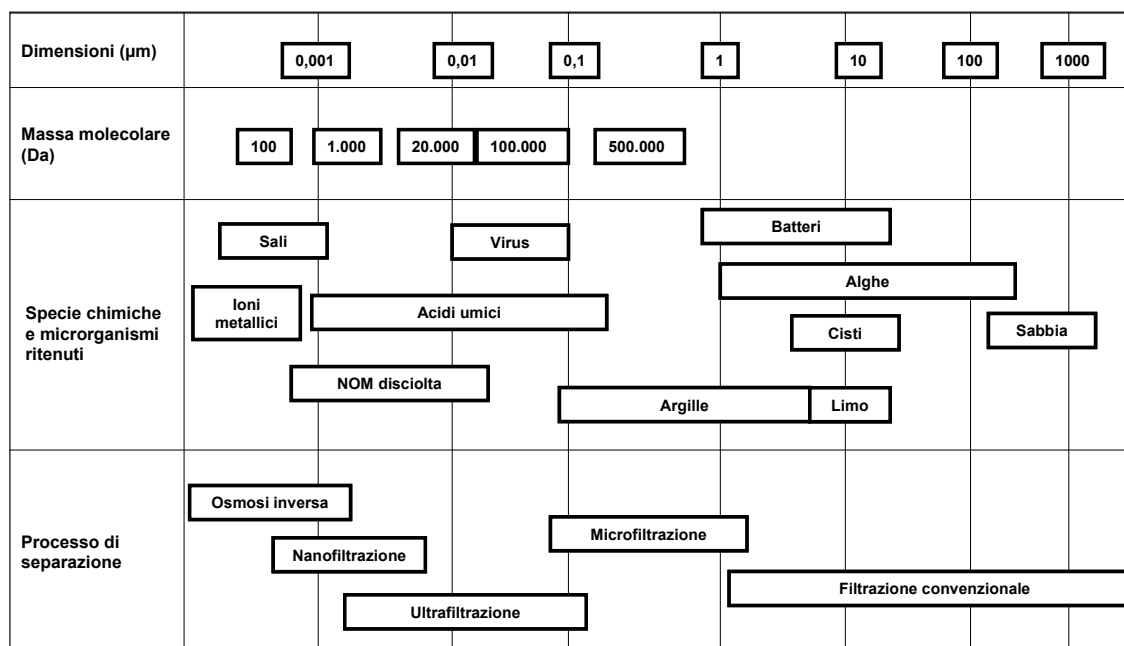 Dimensioni (µm)
0,001
0,01
0,1
1
10
100
1000
Massa molecolare
(Da)
100
1.000
20.000
100.000
500.000
Specie chimiche
e microrganismi
ritenuti
Sali
Virus
Batteri
Alghe
Ioni
metallici
Acidi umici
Cisti
Sabbia
NOM disciolta
Argille
Limo
Processo di
separazione
Osmosi inversa
Microfiltrazione
Nanofiltrazione
Filtrazione convenzionale
Ultrafiltrazione